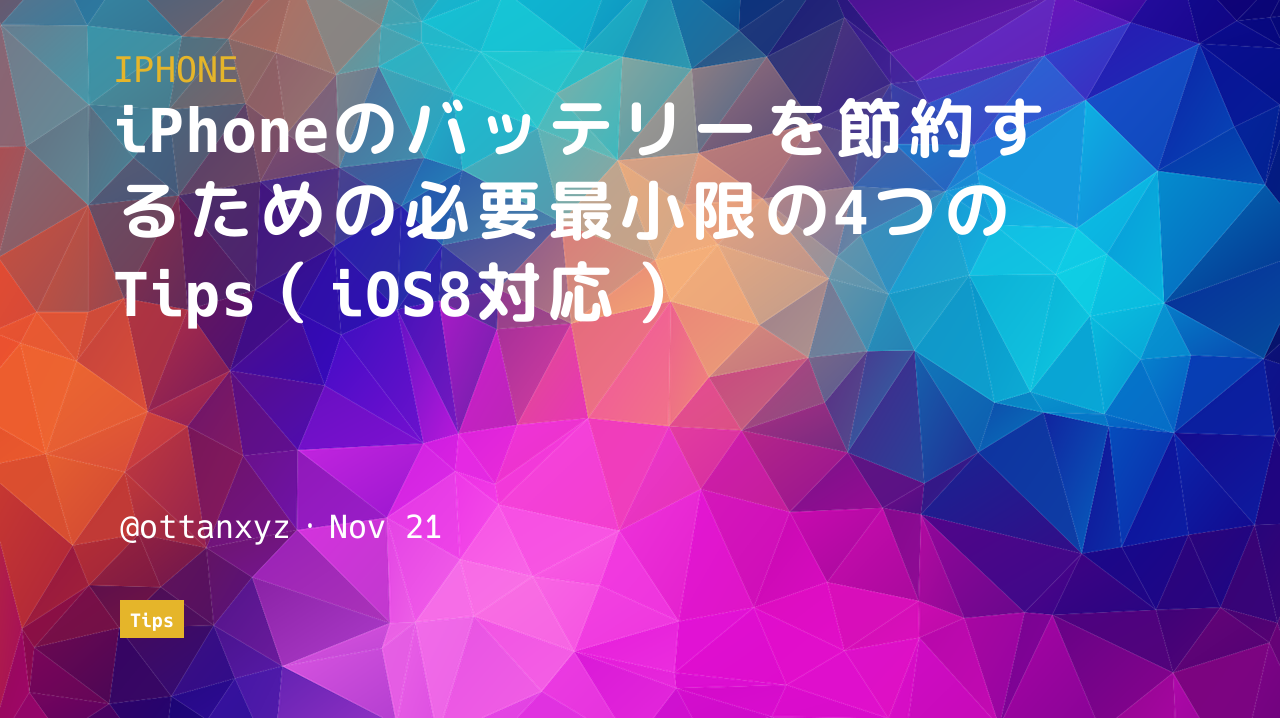 IPHONE
iPhoneのバッテリーを節約す
るための必要最小限の4つの
Tips（iOS8対応）
@ottanxyz・Nov 21
Tips